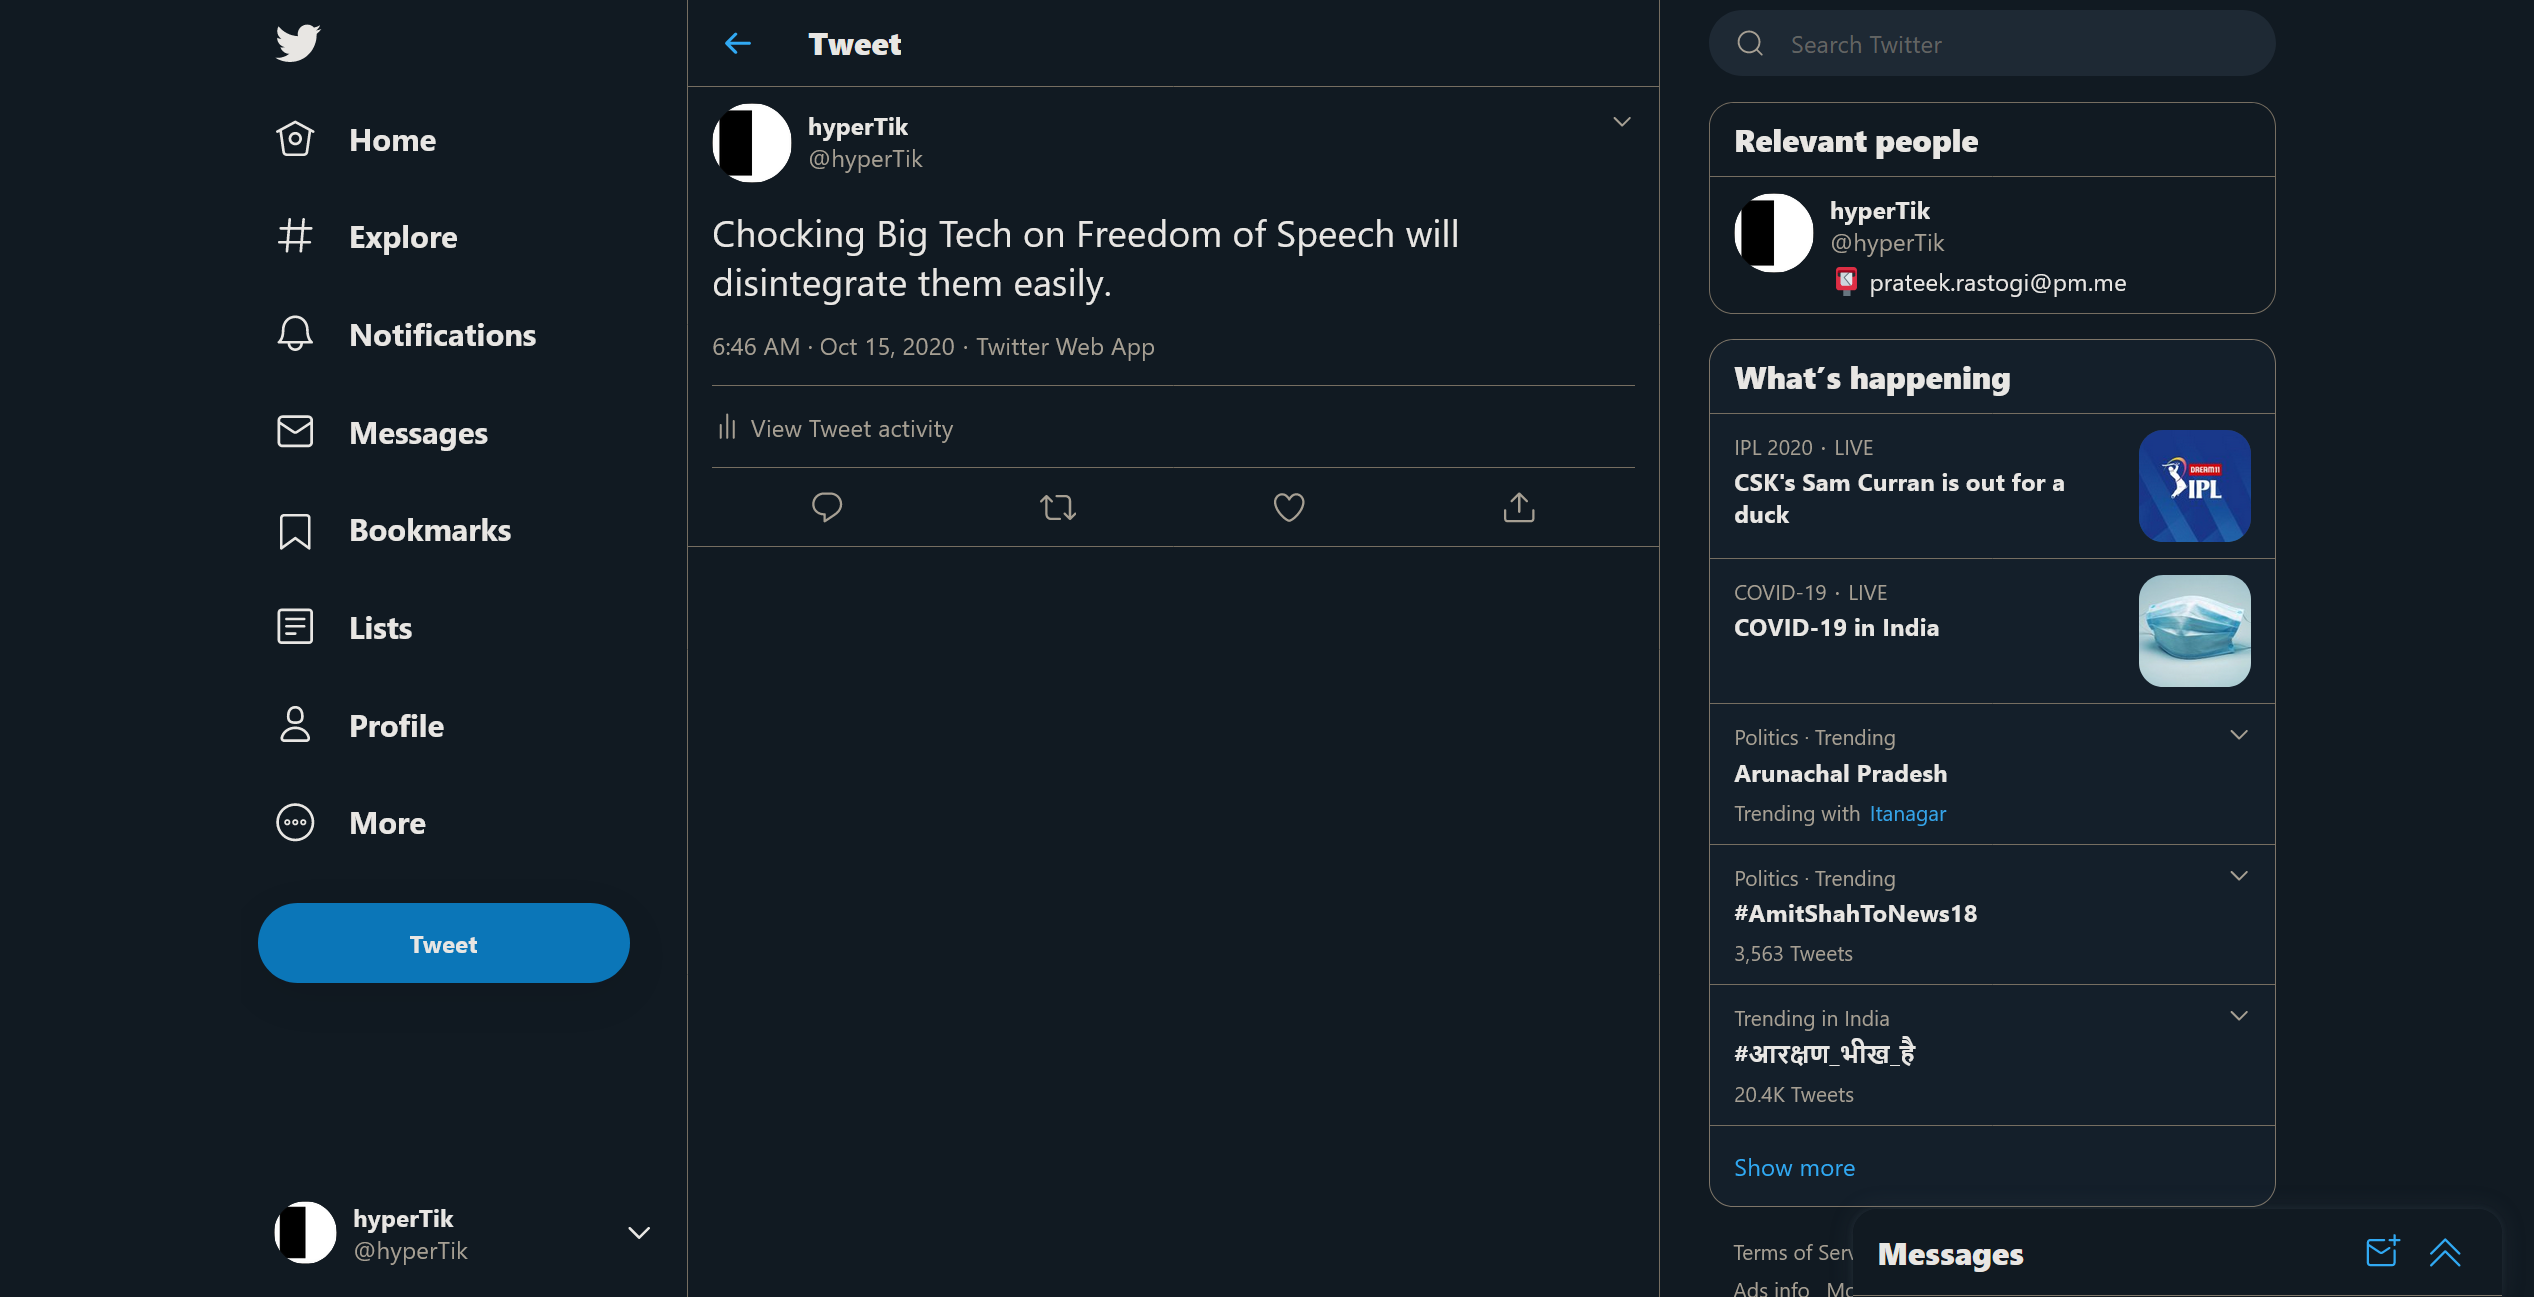 Home
Explore
Notifications
Messages
Bookmarks
Lists
Profile
More
Tweet
hyperTik
@hyperTik
Tweet
hyperTik
@hyperTik
Chocking Big Tech on Freedom of Speech will
disintegrate them easily.
6:46 AM · Oct 15, 2020 · Twitter Web App
View Tweet activity
Search Twitter
Relevant people
hyperTik
@hyperTik
prateek.rastogi@pm.me
What's happening
IPL 2020 · LIVE
CSK's Sam Curran is out for a
duck
DREAM11
IPL
COVID-19 · LIVE
COVID-19 in India
Politics · Trending
Arunachal Pradesh
Trending with Itanagar
Politics · Trending
#AmitShahToNews18
3,563 Tweets
Trending in India
#आरक्षण_भीख_है
20.4K Tweets
Show more
Terms of
Ads info
Messages